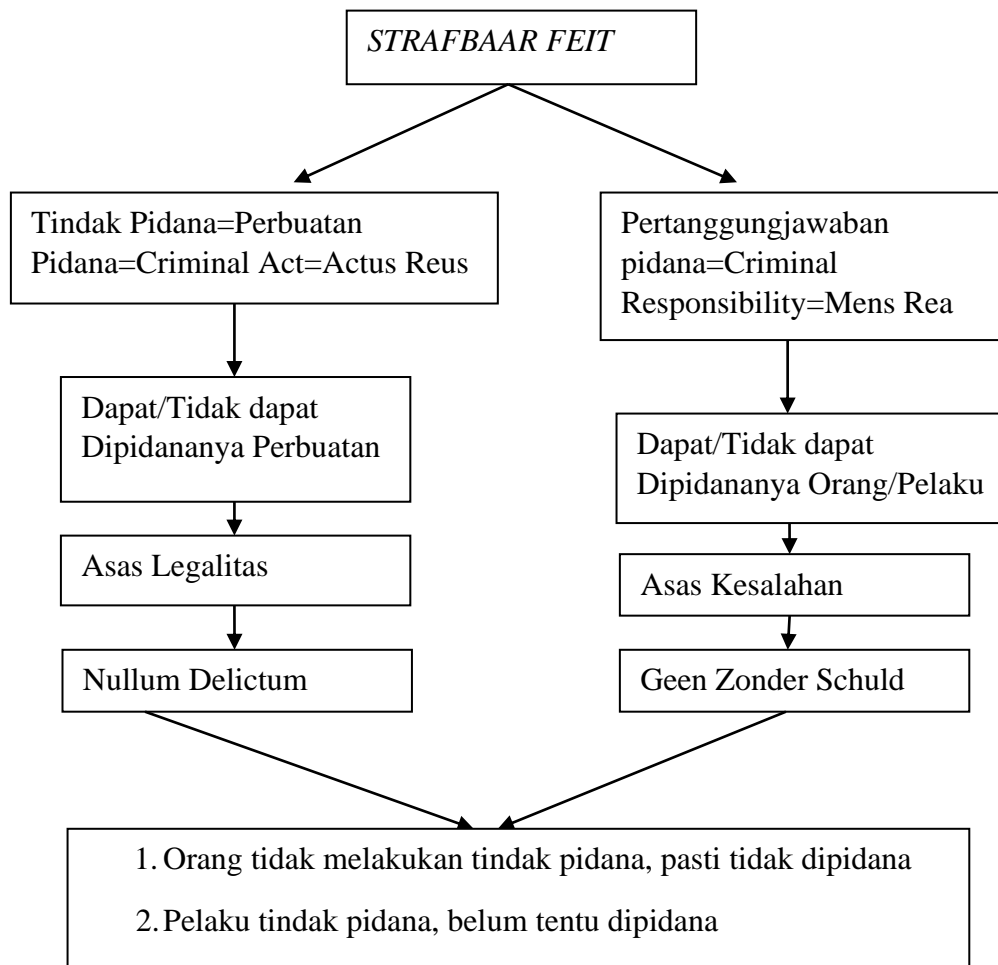 STRAFBAAR FEIT
Tindak Pidana=Perbuatan
Pidana=Criminal Act=Actus Reus
Dapat/Tidak dapat
Dipidananya Perbuatan
Asas Legalitas
Nullum Delictum
Pertanggungjawaban
pidana=Criminal
Responsibility=Mens Rea
Dapat/Tidak dapat
Dipidananya Orang/Pelaku
Asas Kesalahan
Geen Zonder Schuld
1. Orang tidak melakukan tindak pidana, pasti tidak dipidana
2. Pelaku tindak pidana, belum tentu dipidana